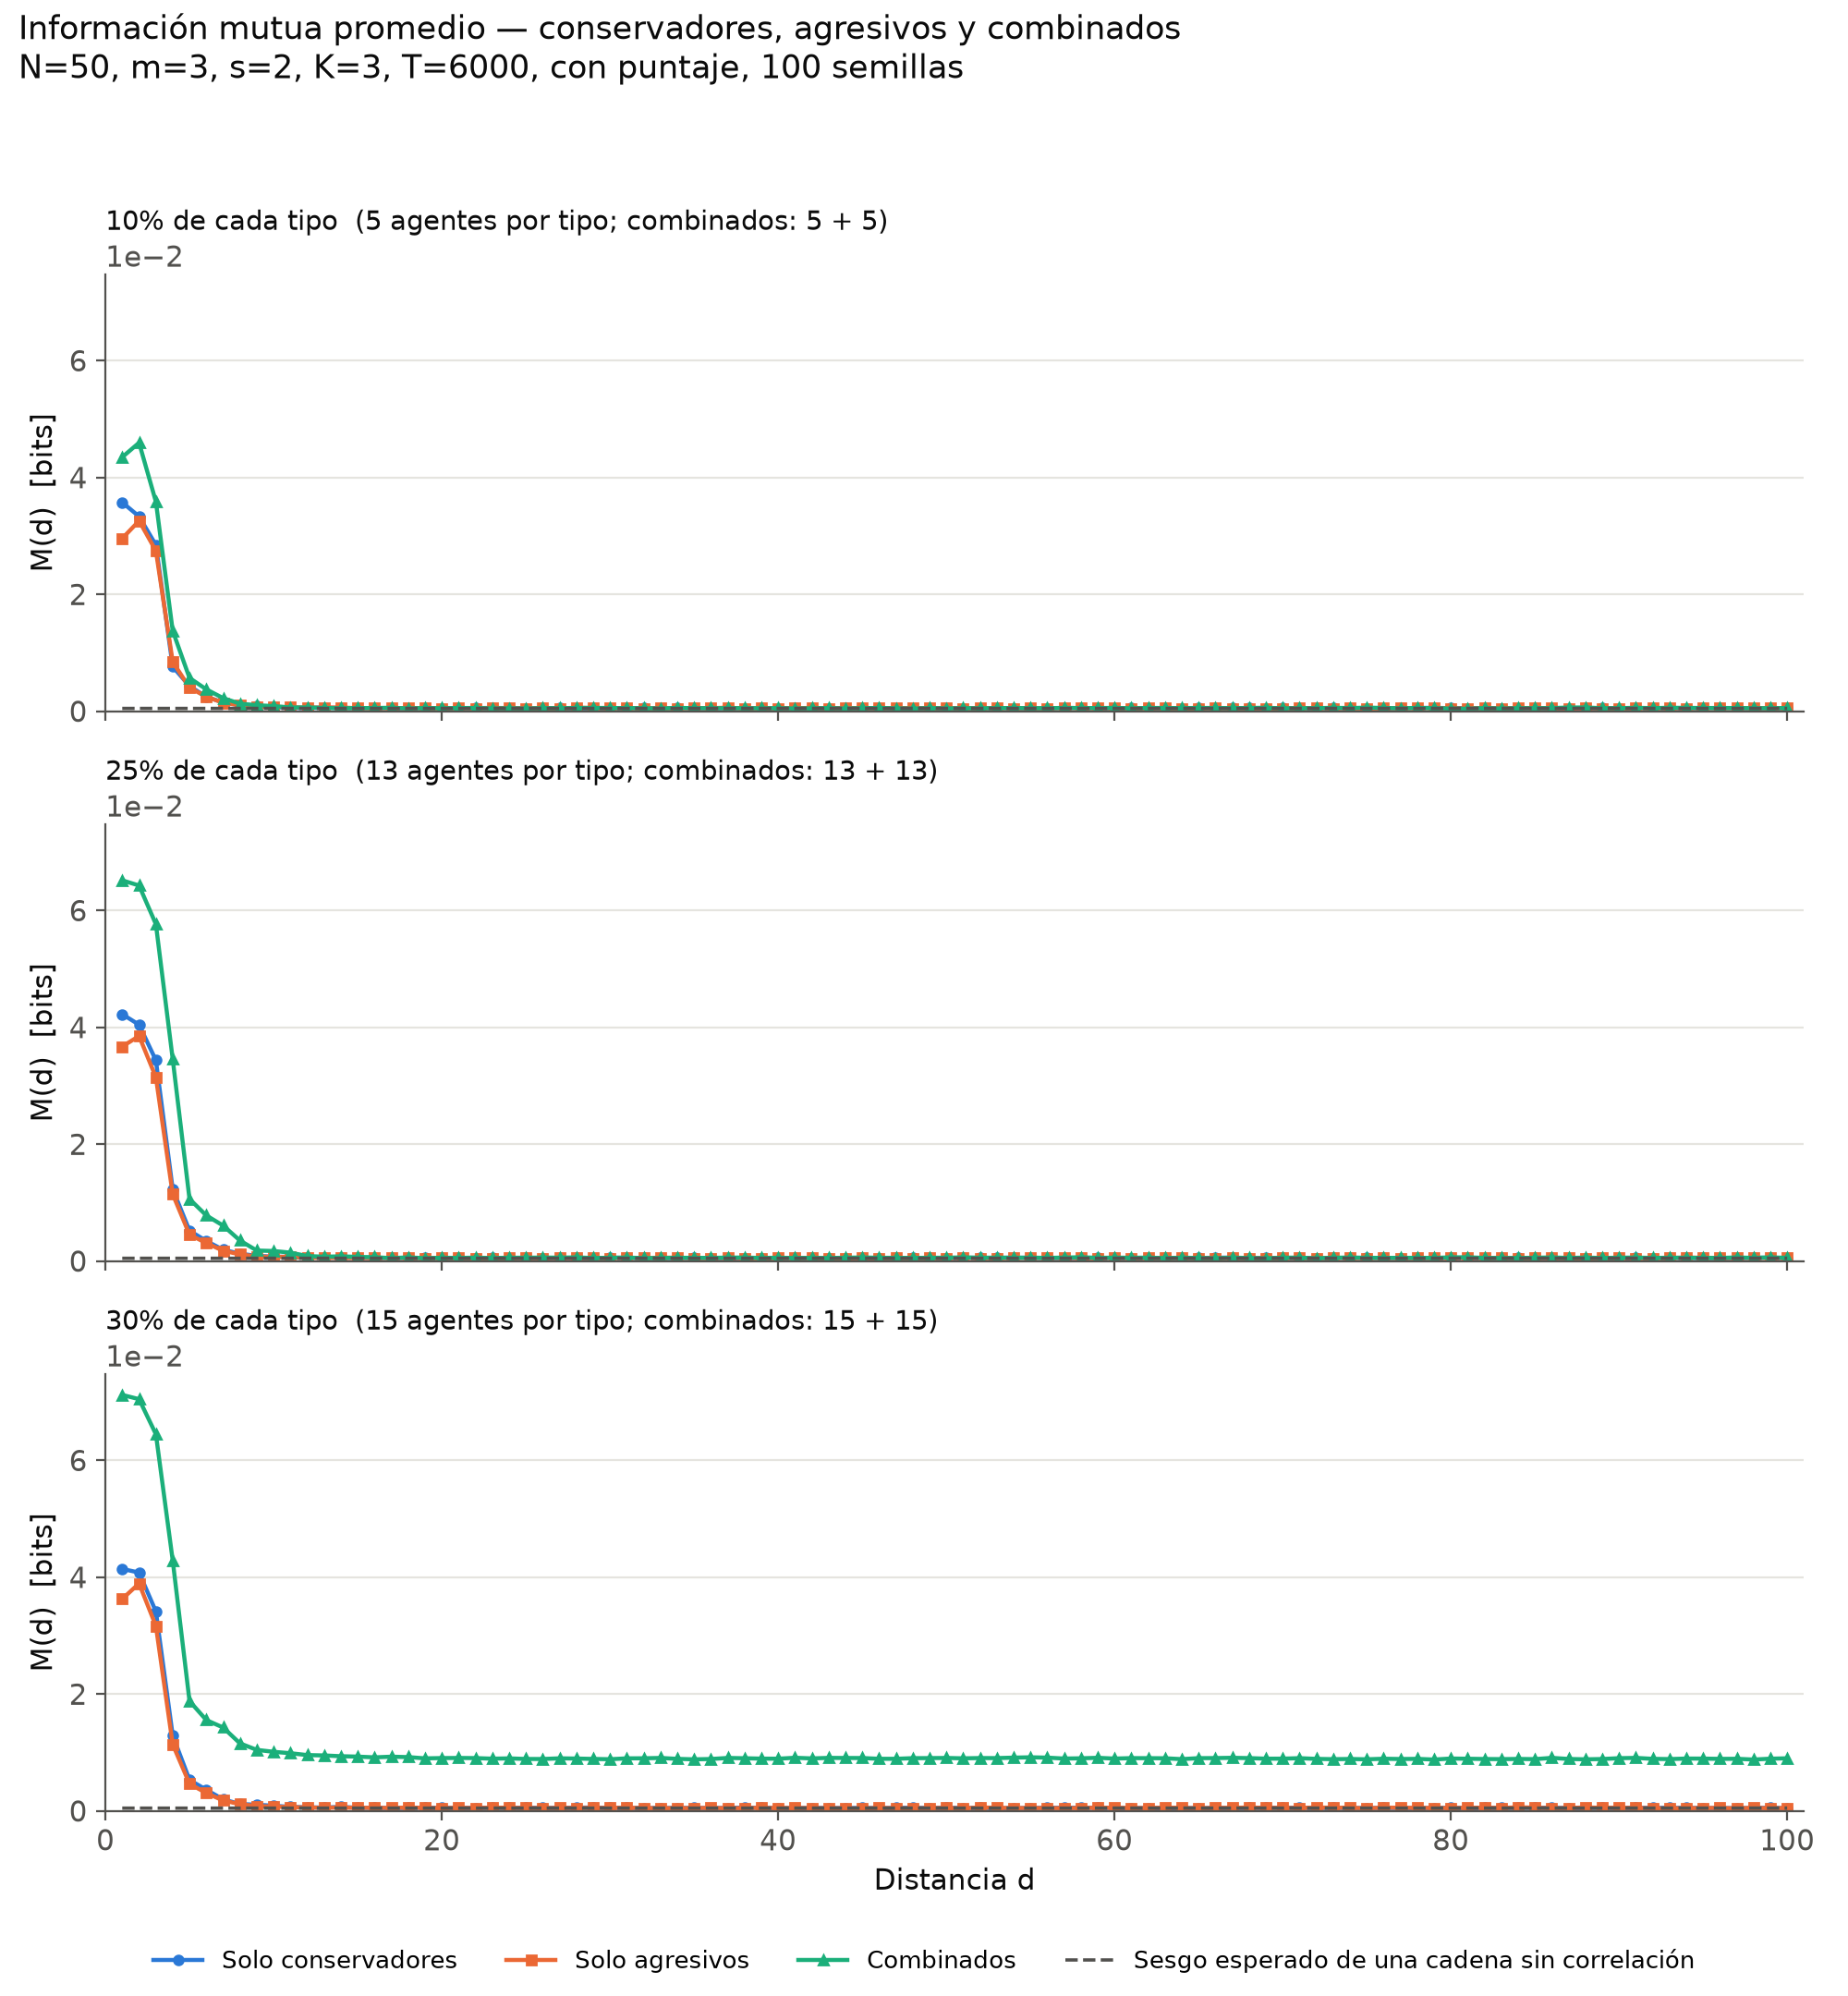 Información mutua promedio — conservadores, agresivos y combinados
N=50, m=3, s=2, K=3, T=6000, con puntaje, 100 semillas
10% de cada tipo  (5 agentes por tipo; combinados: 5 + 5)
1e−2
6
4
2
0
M(d)  [bits]
25% de cada tipo  (13 agentes por tipo; combinados: 13 + 13)
1e−2
6
4
2
0
M(d)  [bits]
30% de cada tipo  (15 agentes por tipo; combinados: 15 + 15)
1e−2
6
4
2
0
M(d)  [bits]
0 20 40 60 80 100
Distancia d
Solo conservadores Solo agresivos Combinados Sesgo esperado de una cadena sin correlación